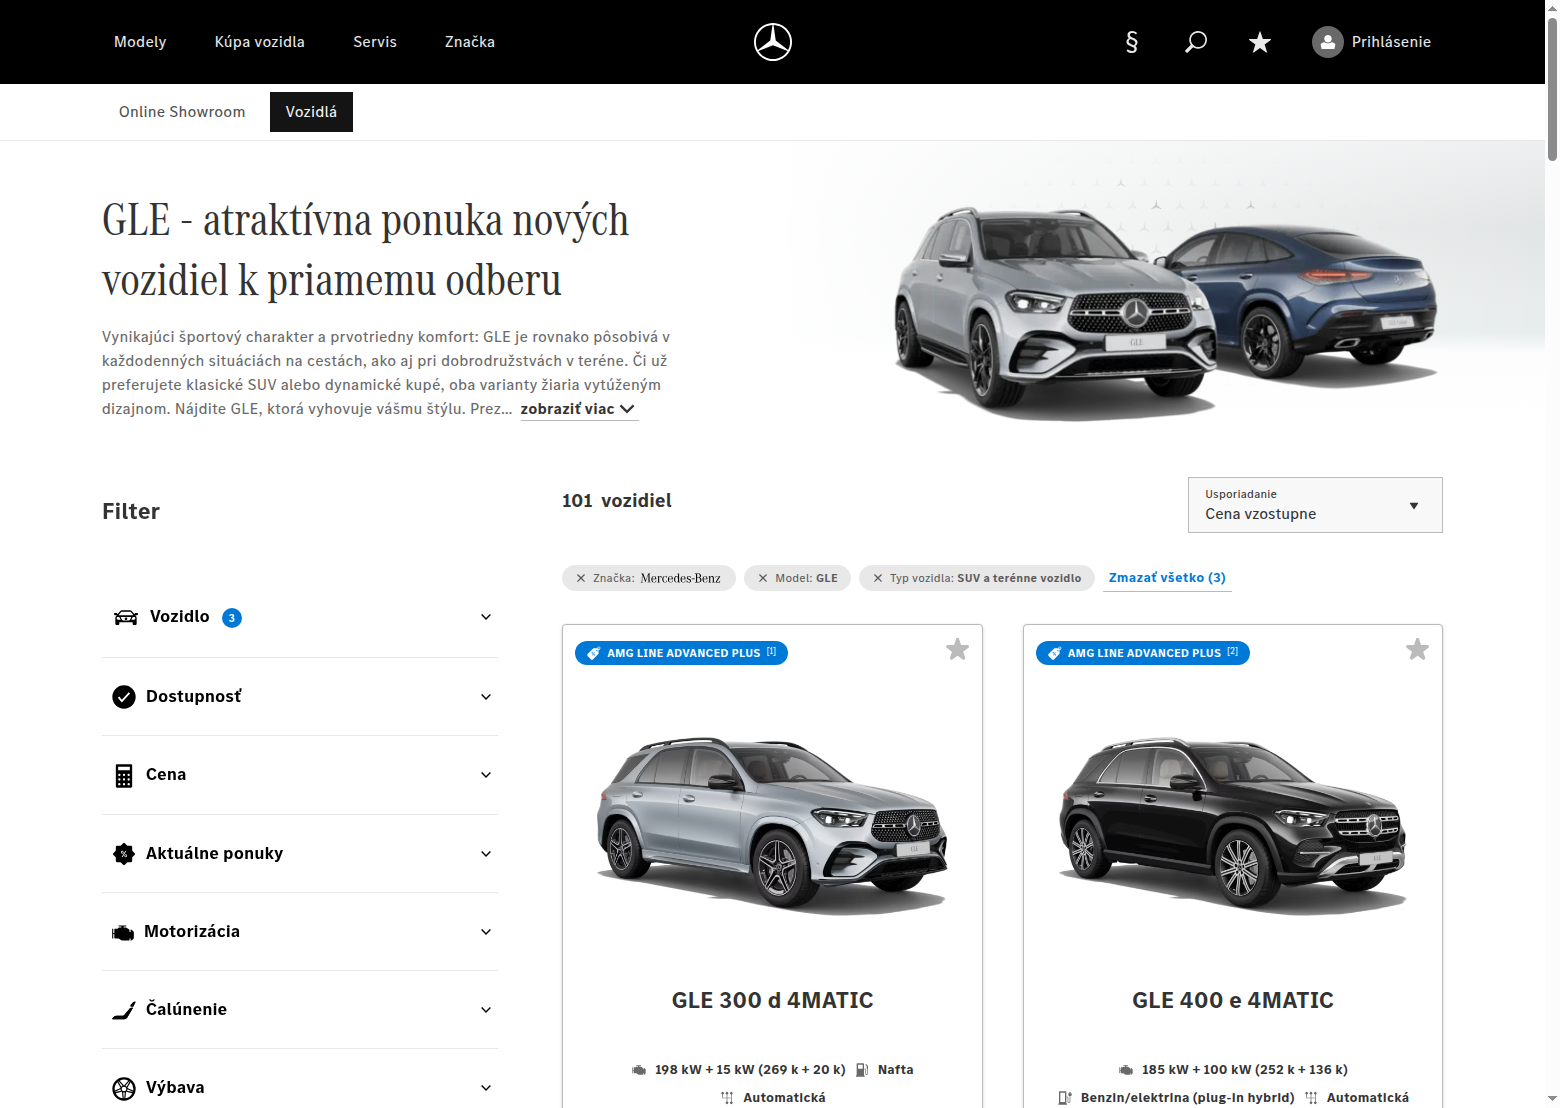 Modely
Kúpa vozidla
Servis
Značka
§
Prihlásenie
Online Showroom
Vozidlá
GLE - atraktívna ponuka nových
vozidiel k priamemu odberu
Vynikajúci športový charakter a prvotriedny komfort: GLE je rovnako pôsobivá v
každodenných situáciách na cestách, ako aj pri dobrodružstvách v teréne. Či už
preferujete klasické SUV alebo dynamické kupé, oba varianty žiaria vytúženým
dizajnom. Nájdite GLE, ktorá vyhovuje vášmu štýlu. Prez... zobraziť viac
Filter
101 vozidiel
Usporiadanie
Cena vzostupne
Značka: Mercedes-Benz
Model: GLE
Typ vozidla: SUV a terénne vozidlo
Zmazať všetko (3)
Vozidlo 3
Dostupnosť
Cena
Aktuálne ponuky
Motorizácia
Čalúnenie
Výbava
AMG LINE ADVANCED PLUS [1]
GLE
GLE 300 d 4MATIC
198 kW + 15 kW (269 k + 20 k) Nafta
Automatická
AMG LINE ADVANCED PLUS [2]
GLE
GLE 400 e 4MATIC
185 kW + 100 kW (252 k + 136 k)
Benzin/elektrina (plug-in hybrid) Automatická